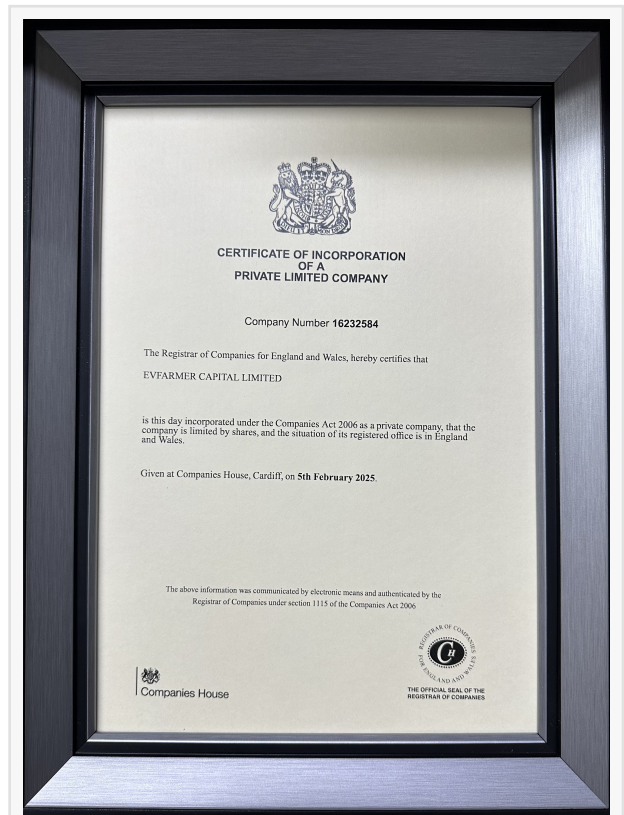 CERTIFICATE OF INCORPORATION
OF A
PRIVATE LIMITED COMPANY
Company Number 16232584
The Registrar of Companies for England and Wales, hereby certifies that
EVFARMER CAPITAL LIMITED
is this day incorporated under the Companies Act 2006 as a private company, that the
company is limited by shares, and the situation of its registered office is in England
and Wales.
Given at Companies House, Cardiff, on 5th February 2025.
The above information was communicated by electronic means and authenticated by the
Registrar of Companies under section 1115 of the Companies Act 2006
Companies House
REGISTRAR OF COMPANIES
FOR ENGLAND AND WALES
CH
THE OFFICIAL SEAL OF THE
REGISTRAR OF COMPANIES